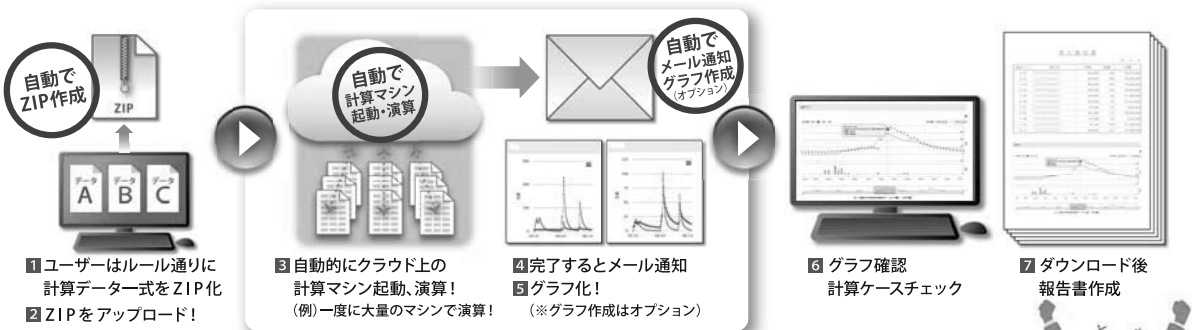 自動で
ZIP作成
ZIP
データ
A
データ
B
データ
C
1 ユーザーはルール通りに
計算データ一式をZIP化
2 ZIPをアップロード！
自動で
計算マシン
起動・演算
3 自動的にクラウド上の
計算マシン起動、演算！
（例）一度に大量のマシンで演算！
自動で
メール通知
グラフ作成
（オプション）
4 完了するとメール通知
5 グラフ化！
（※グラフ作成はオプション）
6 グラフ確認
計算ケースチェック
7 ダウンロード後
報告書作成